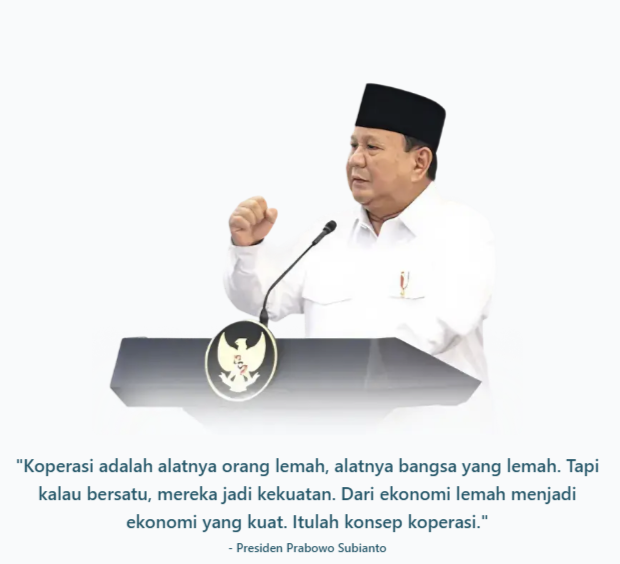 "Koperasi adalah alatnya orang lemah, alatnya bangsa yang lemah. Tapi
kalau bersatu, mereka jadi kekuatan. Dari ekonomi lemah menjadi
ekonomi yang kuat. Itulah konsep koperasi."
- Presiden Prabowo Subianto